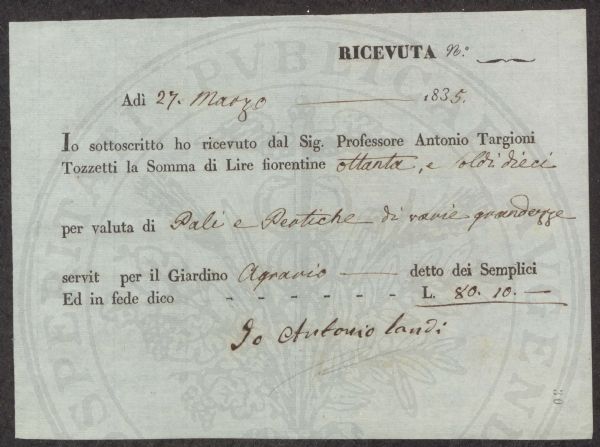 RICEVUTA N.°
Adì 27. Marzo 1835.
Io sottoscritto ho ricevuto dal Sig. Professore Antonio Targioni
Tozzetti la Somma di Lire fiorentine ottanta, e soldi dieci
per valuta di Pali e Pertiche di varie grandezze
servit per il Giardino Agrario detto dei Semplici
Ed in fede dico - - - - - - L. 80. 10. —
Io Antonio Landi